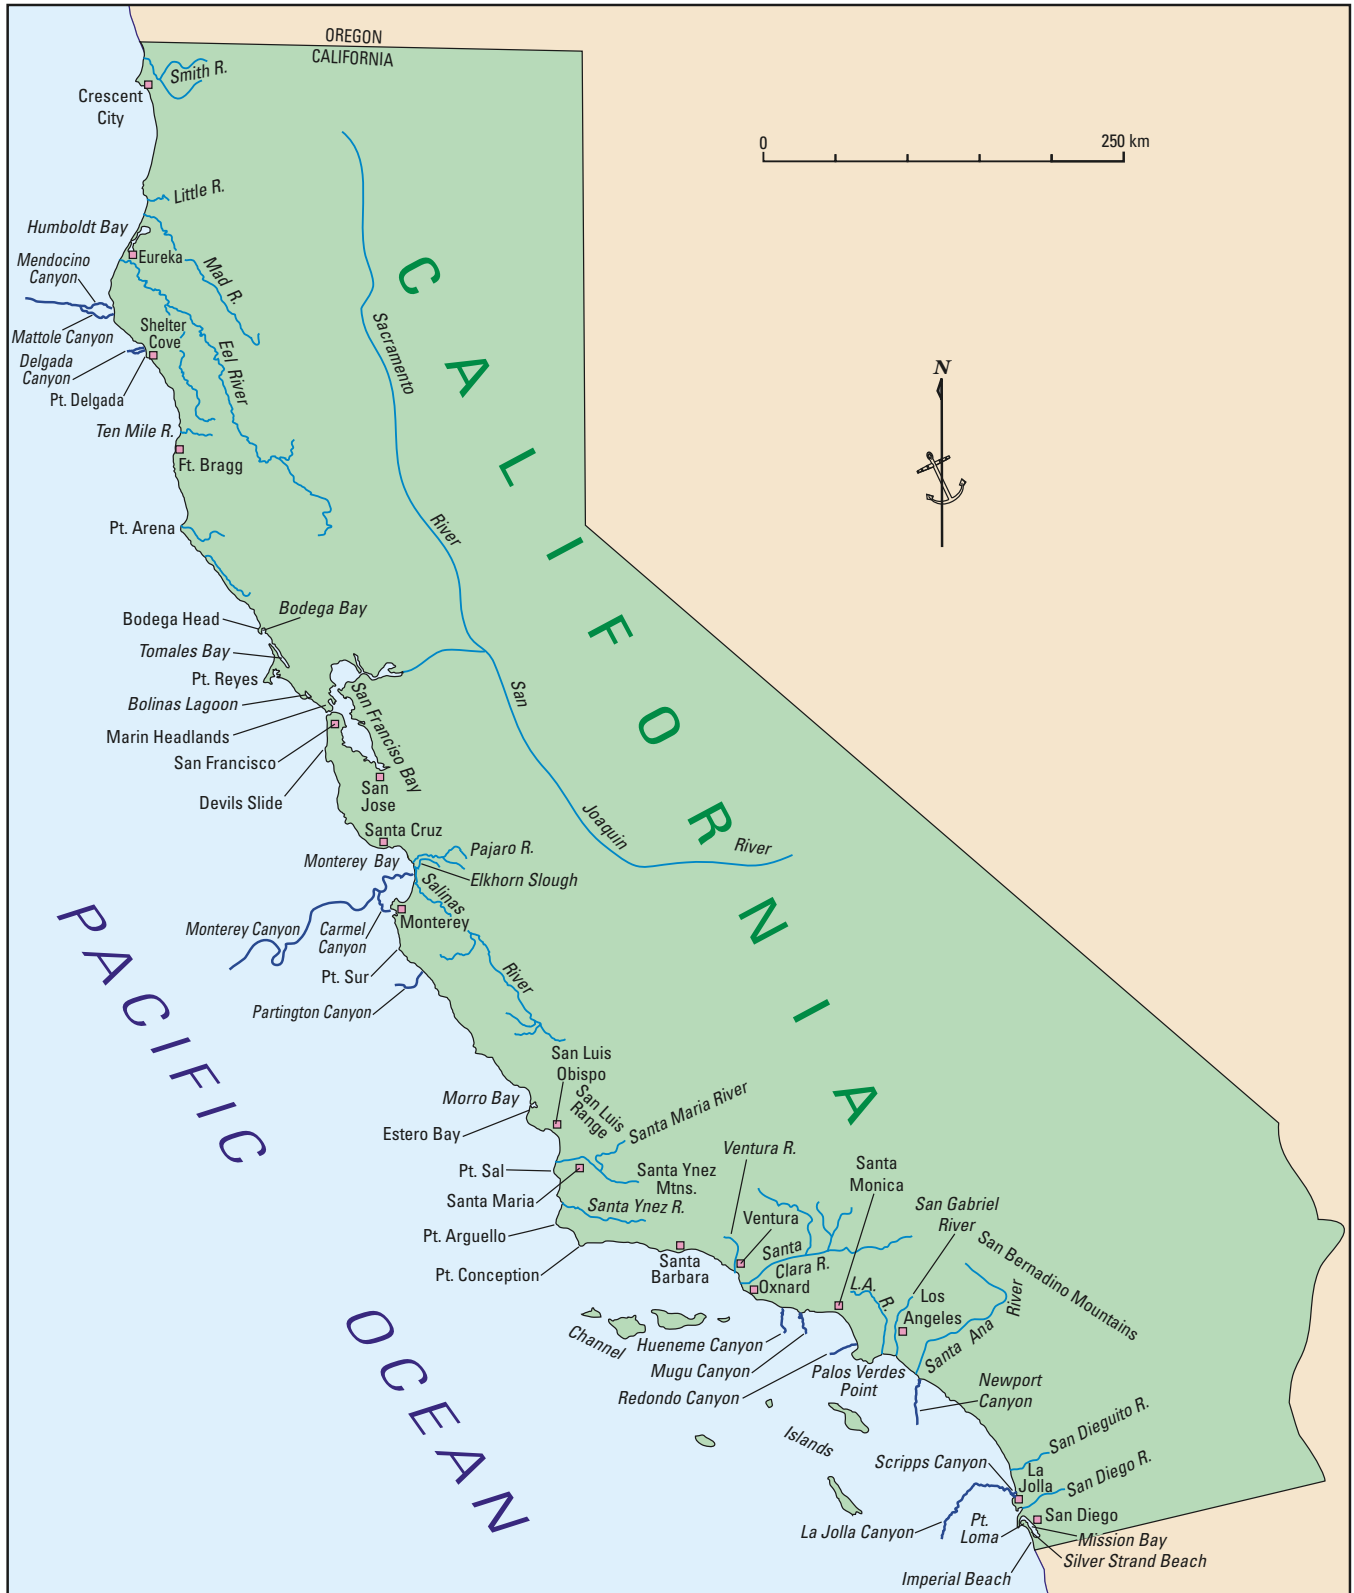 OREGON
CALIFORNIA
Smith R.
Crescent
City
0
250 km
Little R.
Humboldt Bay
Eureka
Mendocino
Canyon
Mad R.
Mattole Canyon
Shelter
Cove
Delgada
Canyon
Eel River
Pt. Delgada
Sacramento
River
N
Ten Mile R.
Ft. Bragg
Pt. Arena
CALIFORNIA
Bodega Head
Bodega Bay
Tomales Bay
Pt. Reyes
Bolinas Lagoon
Marin Headlands
San Francisco
San Franciso Bay
Devils Slide
San
Jose
San
Joaquin
River
Santa Cruz
Monterey Bay
Pajaro R.
Elkhorn Slough
Salinas
River
Monterey
Monterey Canyon
Carmel
Canyon
Pt. Sur
Partington Canyon
PACIFIC
OCEAN
San Luis
Obispo
San Luis
Range
Morro Bay
Estero Bay
Santa Maria River
Pt. Sal
Santa Maria
Santa Ynez
Mtns.
Santa Ynez R.
Pt. Arguello
Pt. Conception
Ventura R.
Ventura
Santa
Monica
San Gabriel
River
Santa
Barbara
Santa
Clara R.
Oxnard
L.A. R.
Los
Angeles
San Bernadino Mountains
Santa Ana
River
Channel
Islands
Hueneme Canyon
Mugu Canyon
Redondo Canyon
Palos Verdes
Point
Newport
Canyon
San Dieguito R.
Scripps Canyon
La
Jolla
San Diego R.
La Jolla Canyon
Pt.
Loma
San Diego
Mission Bay
Silver Strand Beach
Imperial Beach